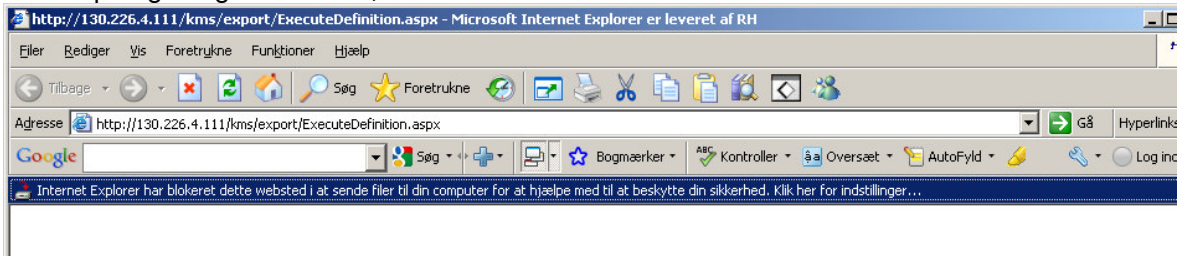 http://130.226.4.111/kms/export/ExecuteDefinition.aspx - Microsoft Internet Explorer er leveret af RH
Filer Rediger Vis Foretrukne Funktioner Hjælp
Tilbage Søg Foretrukne
Adresse http://130.226.4.111/kms/export/ExecuteDefinition.aspx Gå Hyperlinks
Google Søg Bogmærker ABC Kontroller âa Oversæt AutoFyld Log
Internet Explorer har blokeret dette websted i at sende filer til din computer for at hjælpe med til at beskytte din sikkerhed. Klik her for indstillinger...